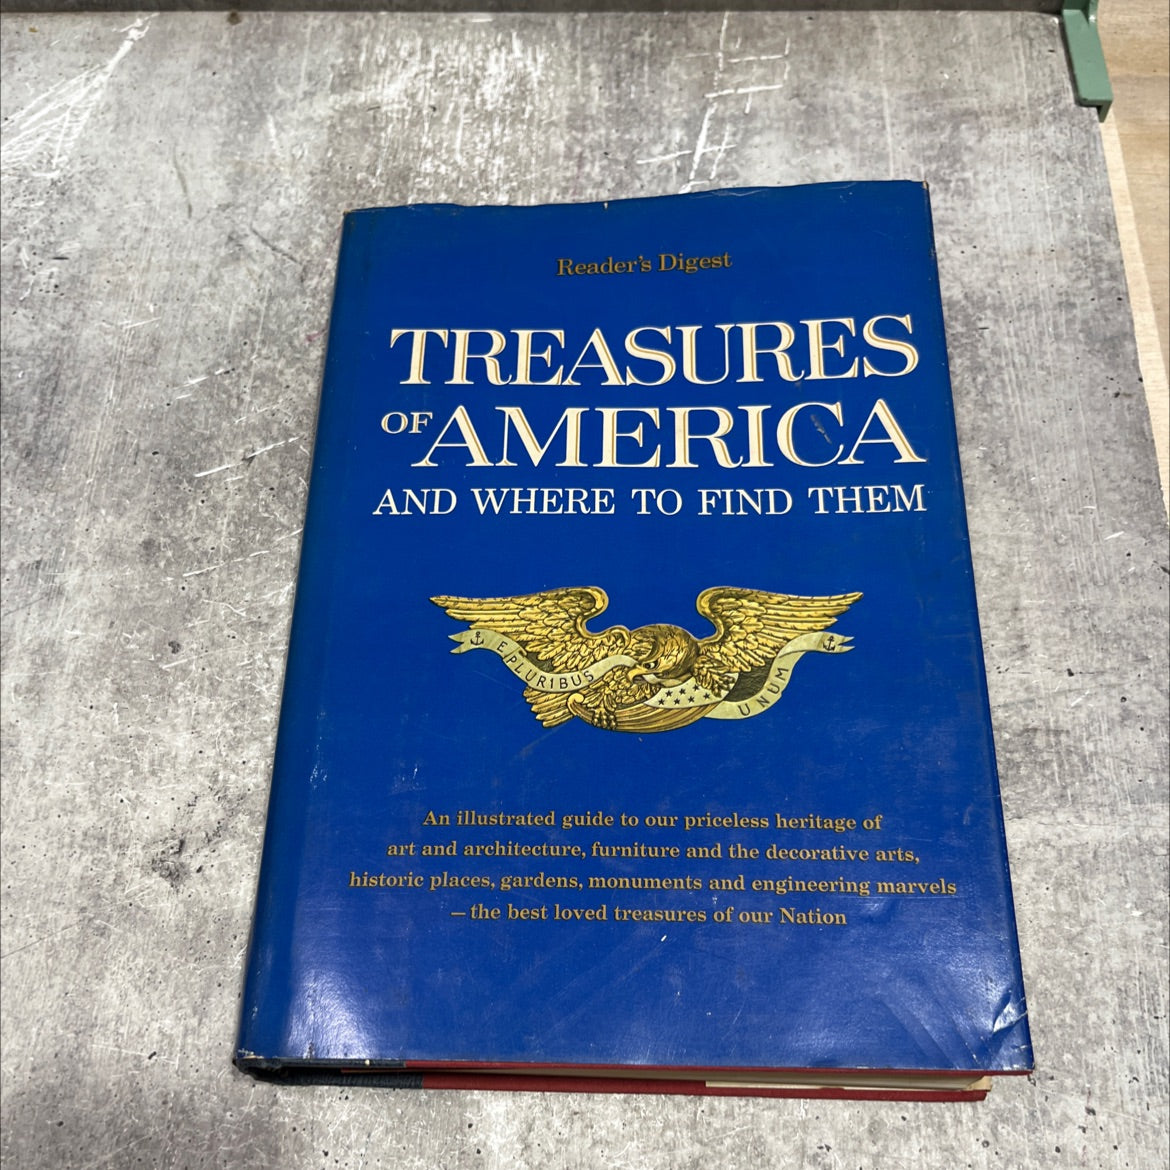 Reader's Digest
TREASURES
OF AMERICA
AND WHERE TO FIND THEM
E PLURIBUS
UNUM
An illustrated guide to our priceless heritage of
art and architecture, furniture and the decorative arts,
historic places, gardens, monuments and engineering marvels
—the best loved treasures of our Nation